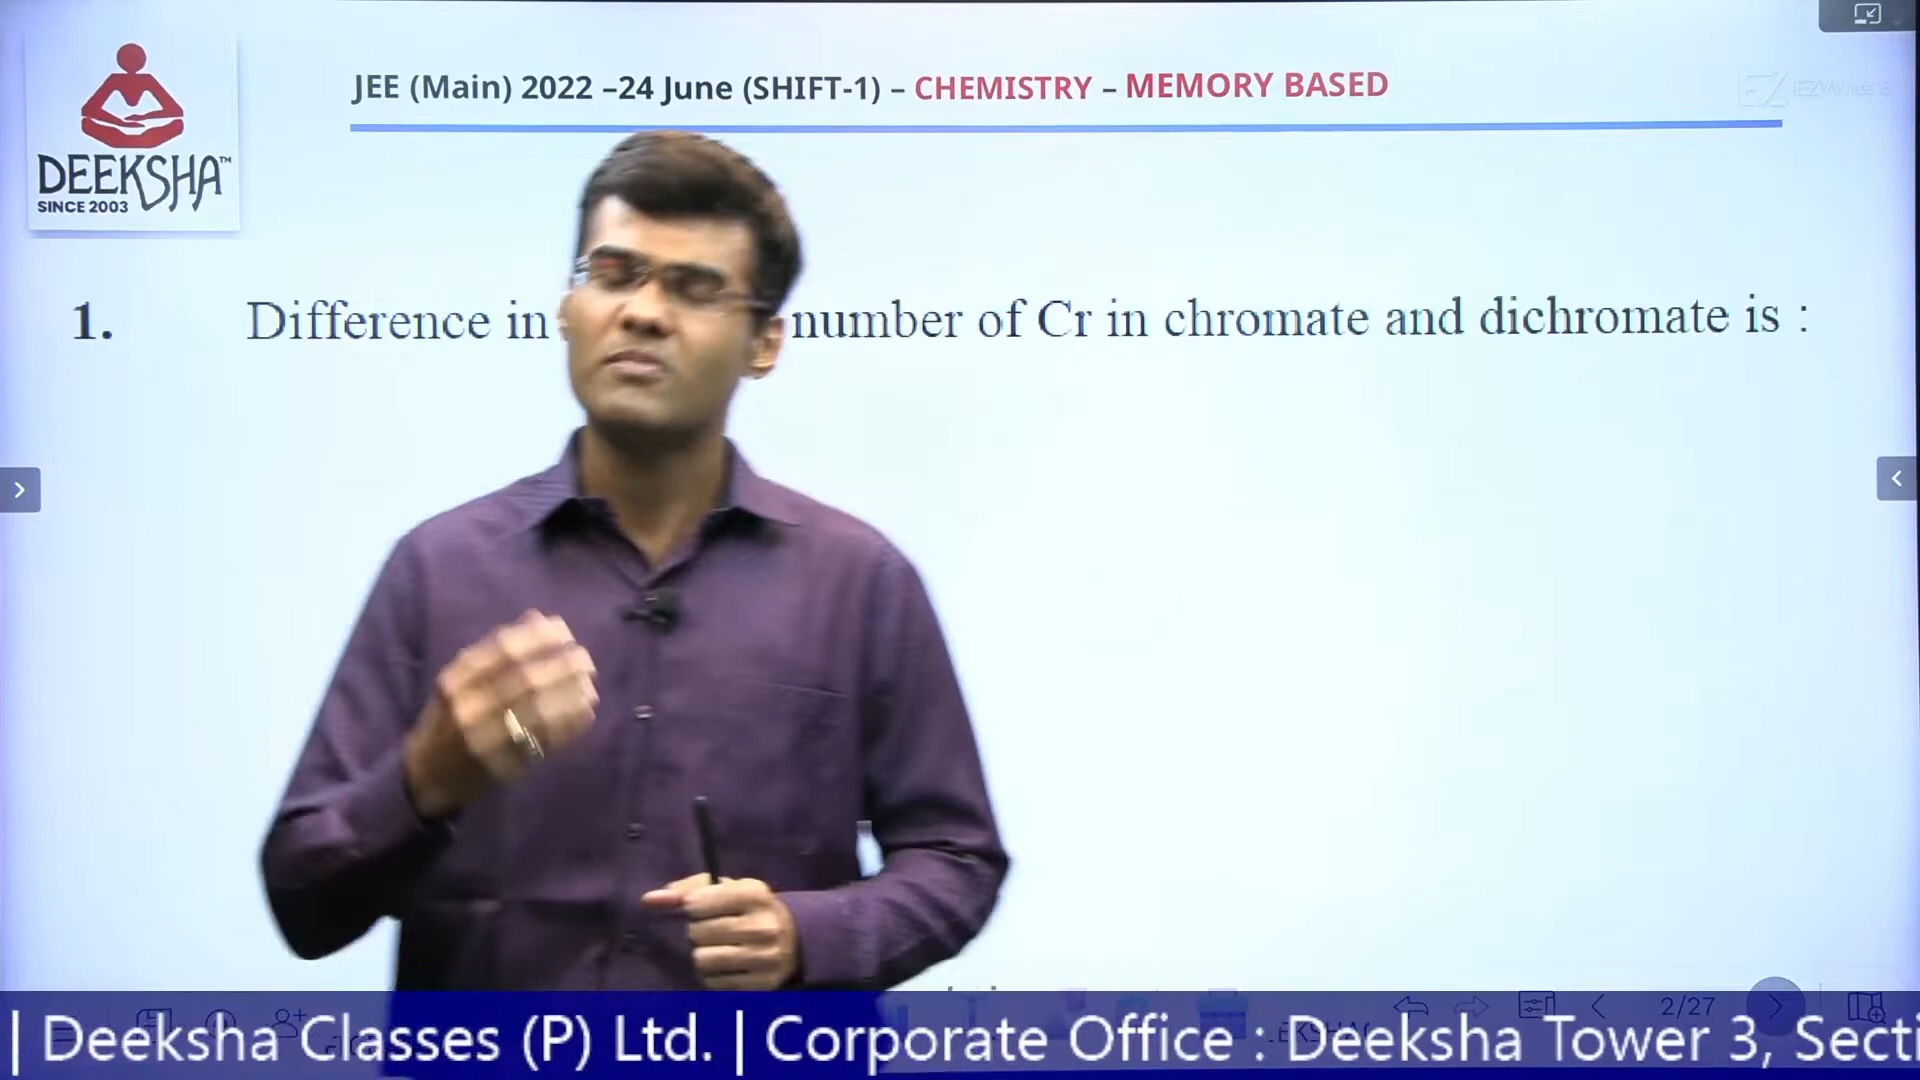 JEE (Main) 2022 –24 June (SHIFT-1) – CHEMISTRY – MEMORY BASED
DEEKSHA™
SINCE 2003
1. Difference in number of Cr in chromate and dichromate is :
2/27
| Deeksha Classes (P) Ltd. | Corporate Office : Deeksha Tower 3, Secti